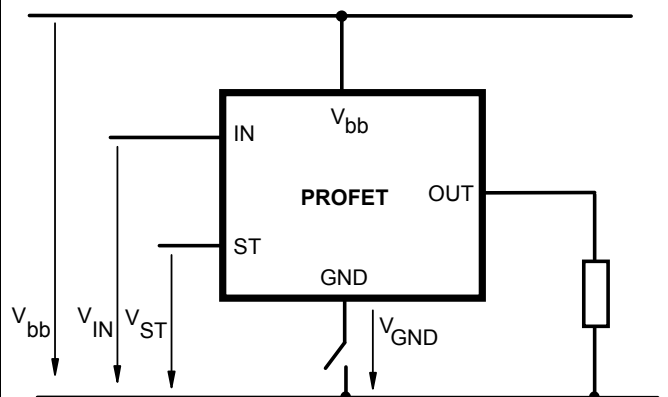 Vbb
IN
PROFET
OUT
ST
GND
Vbb
VIN
VST
VGND